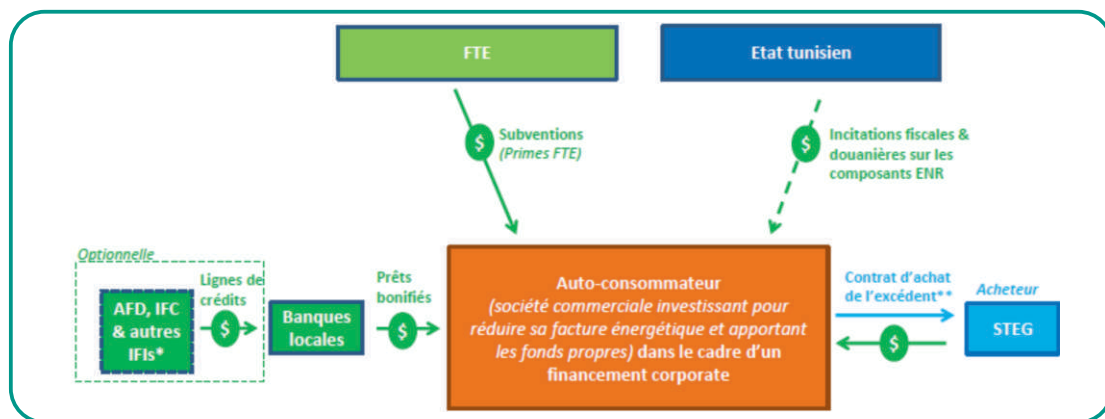 FTE
Etat tunisien
$
Subventions
(Primes FTE)
$
Incitations fiscales &
douanières sur les
composants ENR
Optionnelle
AFD, IFC
& autres
IFIs*
Lignes de
crédits
$
Banques
locales
Prêts
bonifiés
$
Auto-consommateur
(société commerciale investissant pour
réduire sa facture énergétique et apportant
les fonds propres) dans le cadre d'un
financement corporate
Contrat d'achat
de l'excédent**
$
Acheteur
STEG